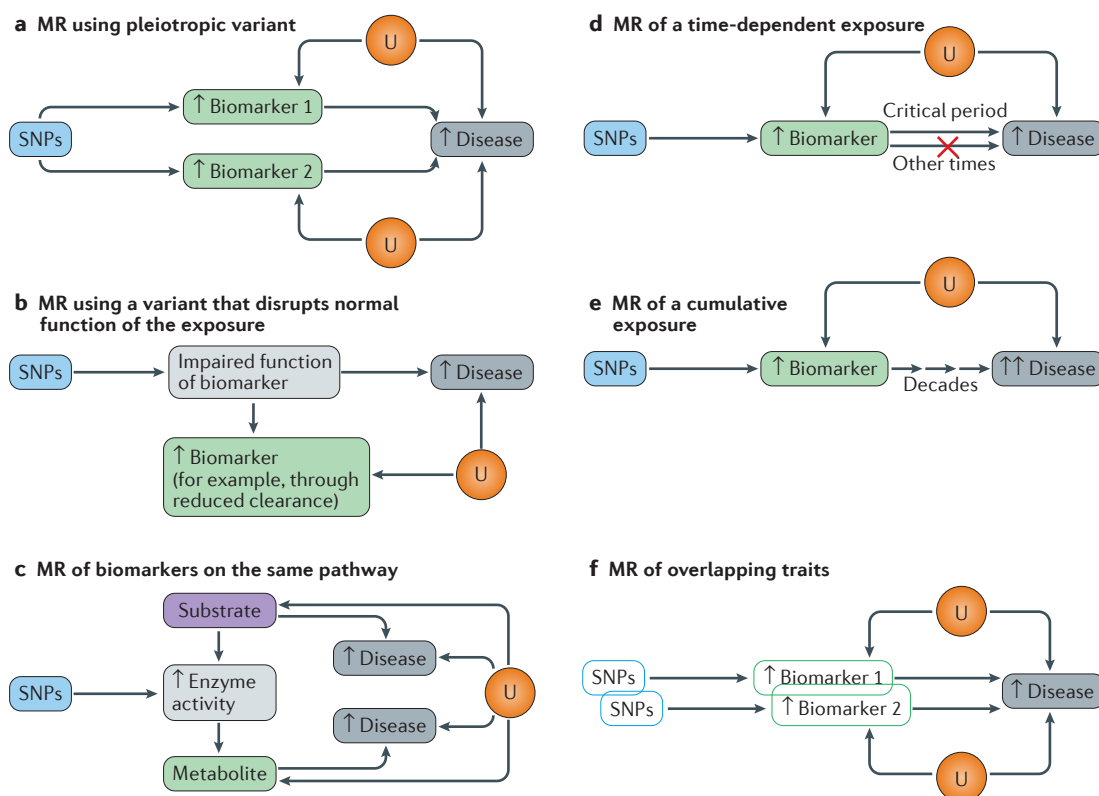 a MR using pleiotropic variant
U
↑ Biomarker 1
SNPs
↑ Disease
↑ Biomarker 2
U
b MR using a variant that disrupts normal
function of the exposure
SNPs
Impaired function
of biomarker
↑ Disease
↑ Biomarker
(for example, through
reduced clearance)
U
c MR of biomarkers on the same pathway
Substrate
↑ Disease
SNPs
↑ Enzyme
activity
U
↑ Disease
Metabolite
d MR of a time-dependent exposure
U
Critical period
SNPs
↑ Biomarker
↑ Disease
Other times
e MR of a cumulative
exposure
U
SNPs
↑ Biomarker
↑↑ Disease
Decades
f MR of overlapping traits
U
SNPs
↑ Biomarker 1
↑ Disease
SNPs
↑ Biomarker 2
U